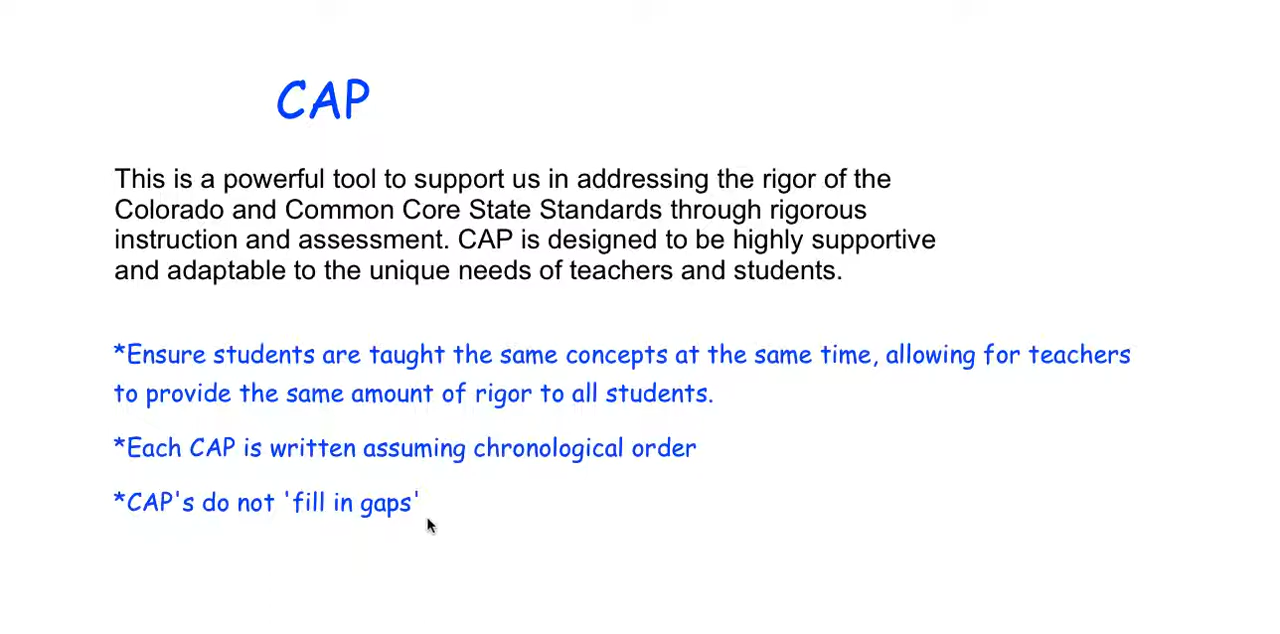 CAP
This is a powerful tool to support us in addressing the rigor of the
Colorado and Common Core State Standards through rigorous
instruction and assessment. CAP is designed to be highly supportive
and adaptable to the unique needs of teachers and students.
*Ensure students are taught the same concepts at the same time, allowing for teachers
to provide the same amount of rigor to all students.
*Each CAP is written assuming chronological order
*CAP's do not 'fill in gaps'